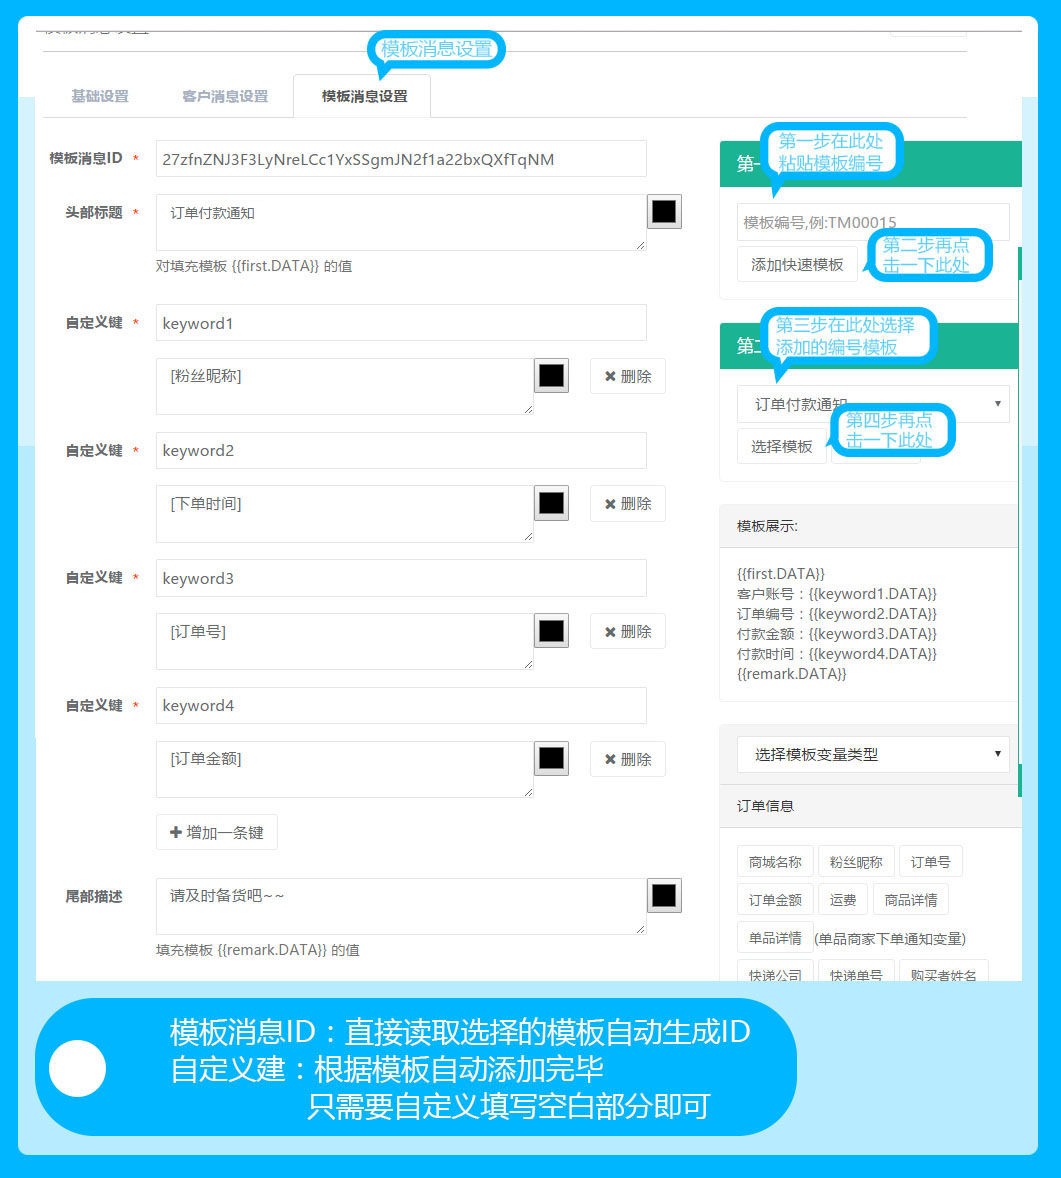 模板消息设置
基础设置
客户消息设置
模板消息设置
模板消息ID *
27zfnZNJ3F3LyNreLCc1YxSSgmJN2f1a22bxQXfTqNM
头部标题 *
订单付款通知
对填充模板 {{first.DATA}} 的值
自定义键 *
keyword1
[粉丝昵称]
✖ 删除
自定义键 *
keyword2
[下单时间]
✖ 删除
自定义键 *
keyword3
[订单号]
✖ 删除
自定义键 *
keyword4
[订单金额]
✖ 删除
✚ 增加一条键
尾部描述
请及时备货吧~~
填充模板 {{remark.DATA}} 的值
第一步在此处
粘贴模板编号
第
模板编号,例:TM00015
添加快速模板
第二步再点
击一下此处
第三步在此处选择
添加的编号模板
第
订单付款通知
第四步再点
击一下此处
选择模板
模板展示:
{{first.DATA}}
客户账号：{{keyword1.DATA}}
订单编号：{{keyword2.DATA}}
付款金额：{{keyword3.DATA}}
付款时间：{{keyword4.DATA}}
{{remark.DATA}}
选择模板变量类型
订单信息
商城名称 粉丝昵称 订单号
订单金额 运费 商品详情
单品详情 (单品商家下单通知变量)
快递公司 快递单号 购买者姓名
模板消息ID：直接读取选择的模板自动生成ID
自定义建：根据模板自动添加完毕
只需要自定义填写空白部分即可